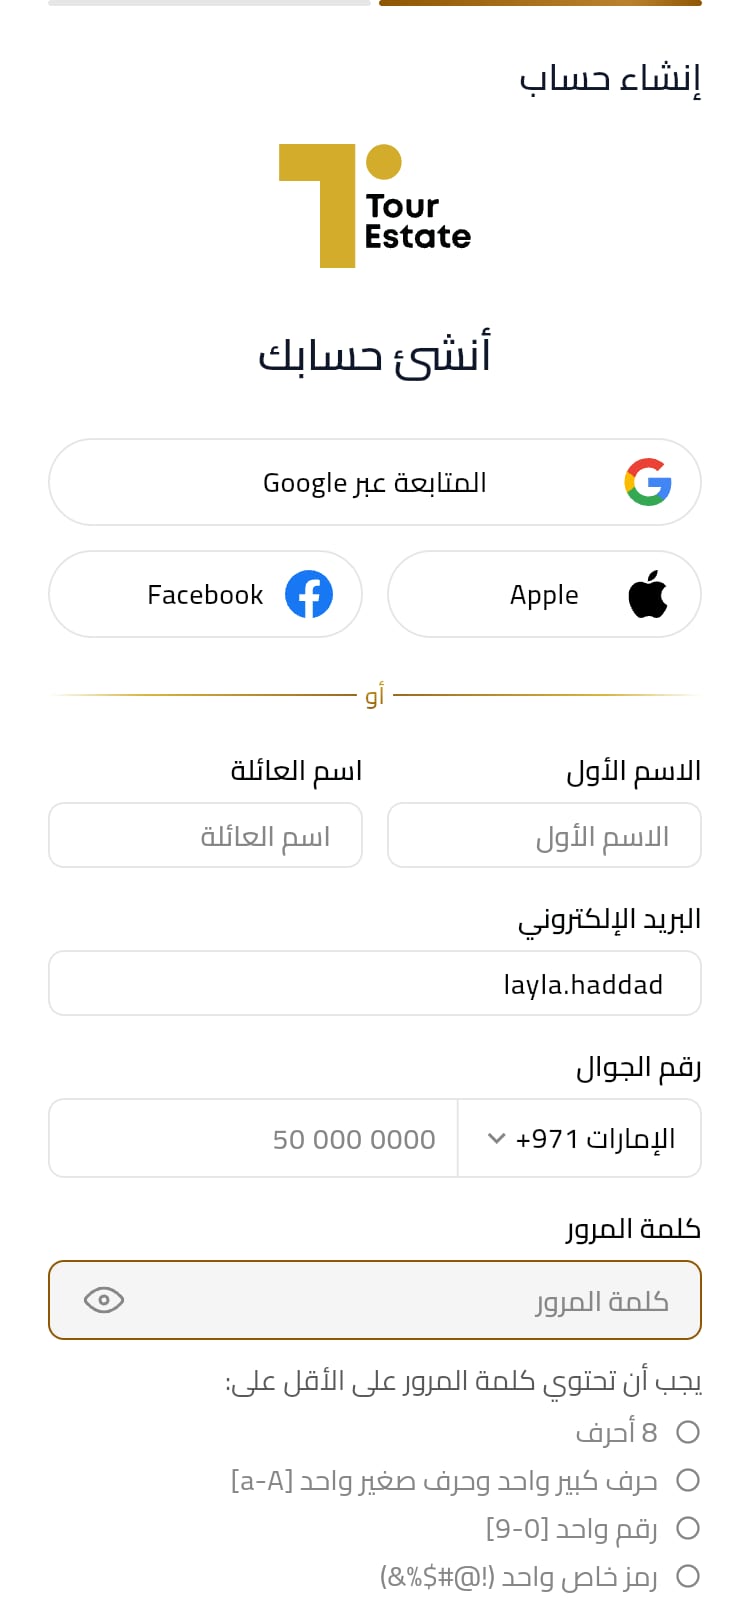 إنشاء حساب
Tour
Estate
أنشئ حسابك
المتابعة عبر Google
Apple
Facebook
أو
الاسم الأول
اسم العائلة
الاسم الأول
اسم العائلة
البريد الإلكتروني
layla.haddad
رقم الجوال
الإمارات 971+
50 000 0000
كلمة المرور
كلمة المرور
يجب أن تحتوي كلمة المرور على الأقل على:
8 أحرف
حرف كبير واحد وحرف صغير واحد [a-A]
رقم واحد [0-9]
رمز خاص واحد (!@#$%&)